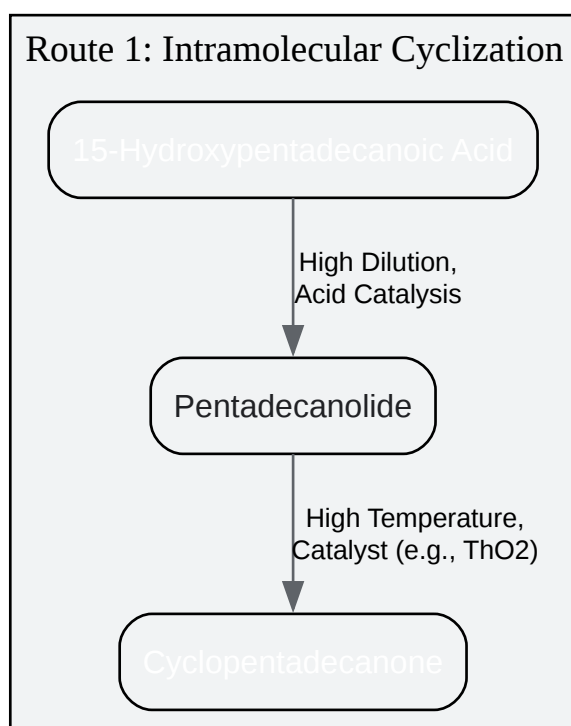 Route 1: Intramolecular Cyclization
15-Hydroxypentadecanoic Acid
High Dilution,
Acid Catalysis
Pentadecanolide
High Temperature,
Catalyst (e.g., ThO2)
Cyclopentadecanone